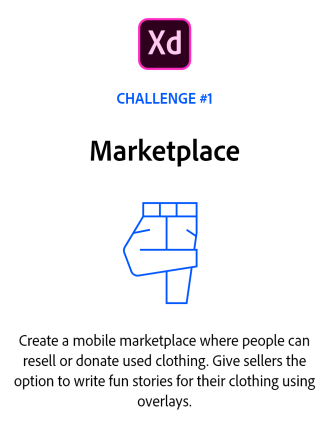 Xd
CHALLENGE #1
Marketplace
Create a mobile marketplace where people can
resell or donate used clothing. Give sellers the
option to write fun stories for their clothing using
overlays.